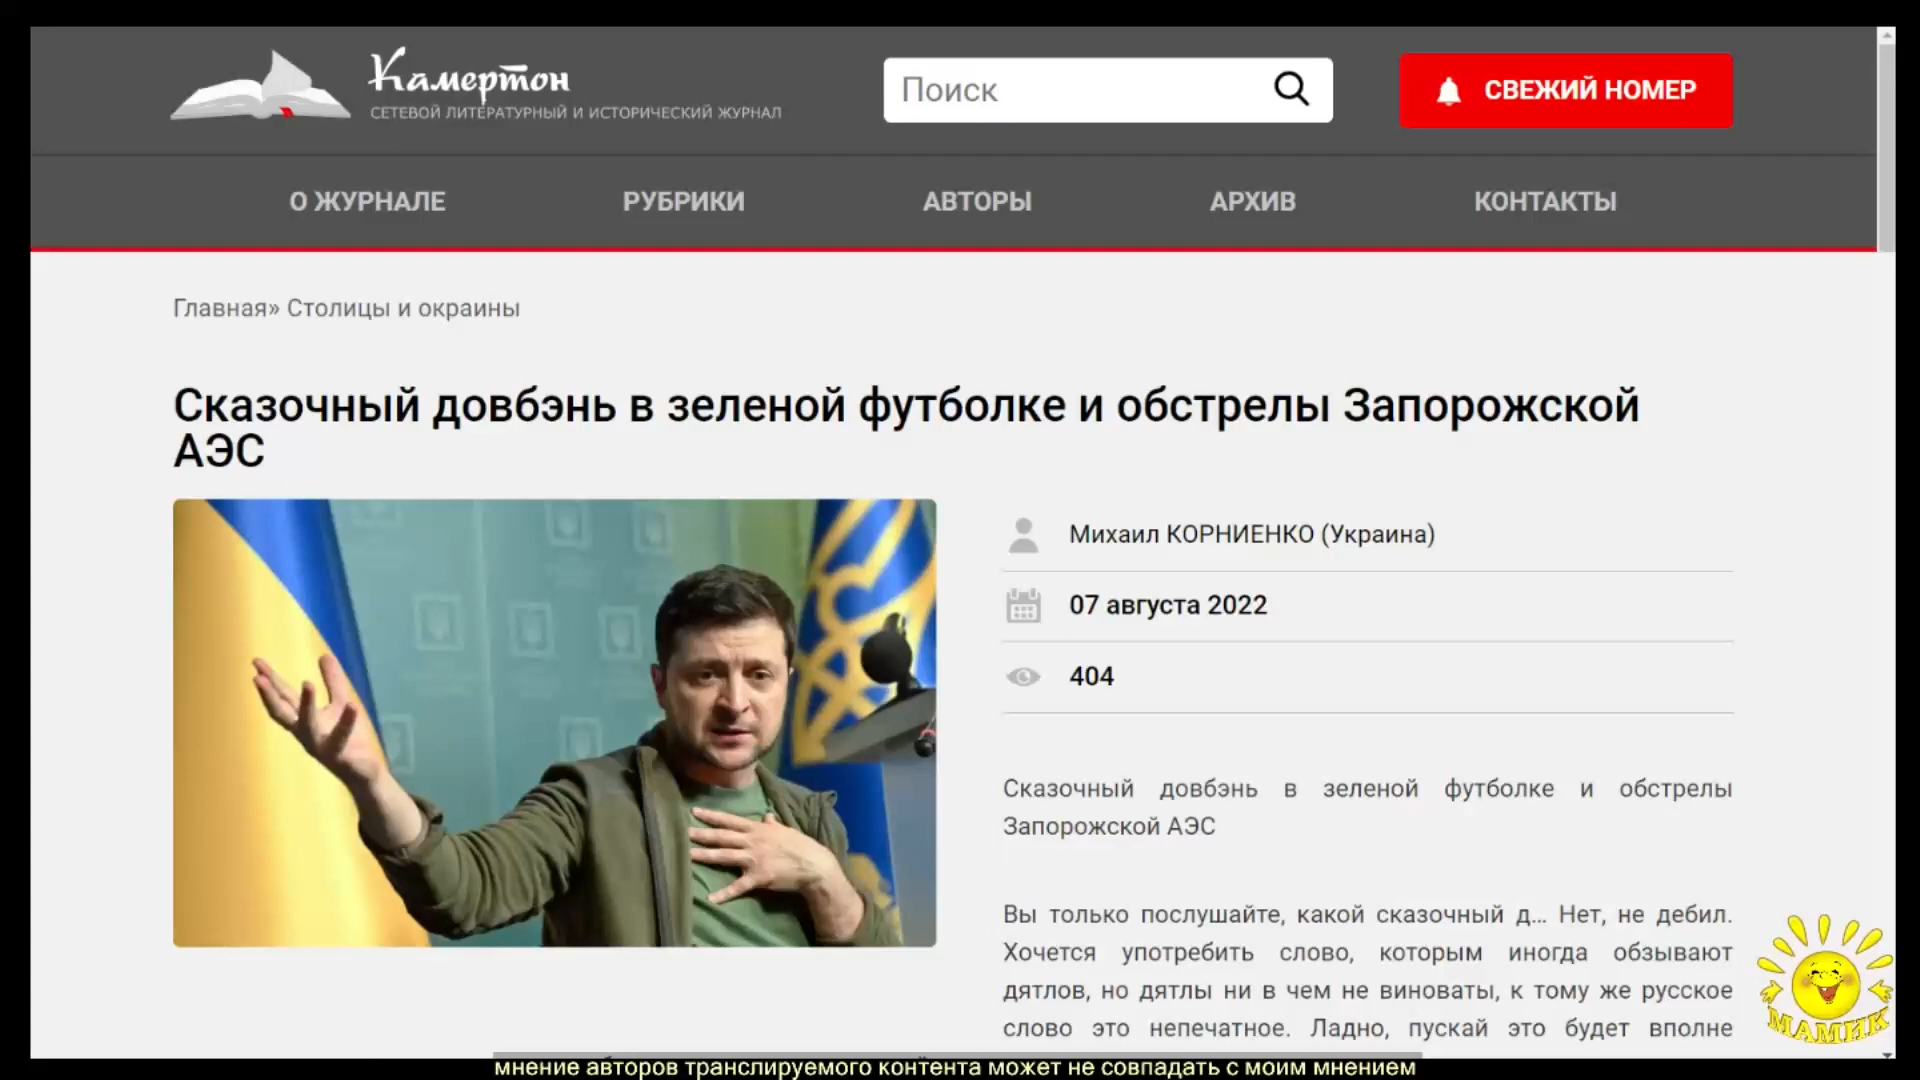 Камертон
СЕТЕВОЙ ЛИТЕРАТУРНЫЙ И ИСТОРИЧЕСКИЙ ЖУРНАЛ
Поиск
СВЕЖИЙ НОМЕР
О ЖУРНАЛЕ
РУБРИКИ
АВТОРЫ
АРХИВ
КОНТАКТЫ
Главная» Столицы и окраины
Сказочный довбэнь в зеленой футболке и обстрелы Запорожской
АЭС
Михаил КОРНИЕНКО (Украина)
07 августа 2022
404
Сказочный довбэнь в зеленой футболке и обстрелы
Запорожской АЭС
Вы только послушайте, какой сказочный д... Нет, не дебил.
Хочется употребить слово, которым иногда обзывают
дятлов, но дятлы ни в чем не виноваты, к тому же русское
слово это непечатное. Ладно, пускай это будет вполне
МАМИК
мнение авторов транслируемого контента может не совпадать с моим мнением